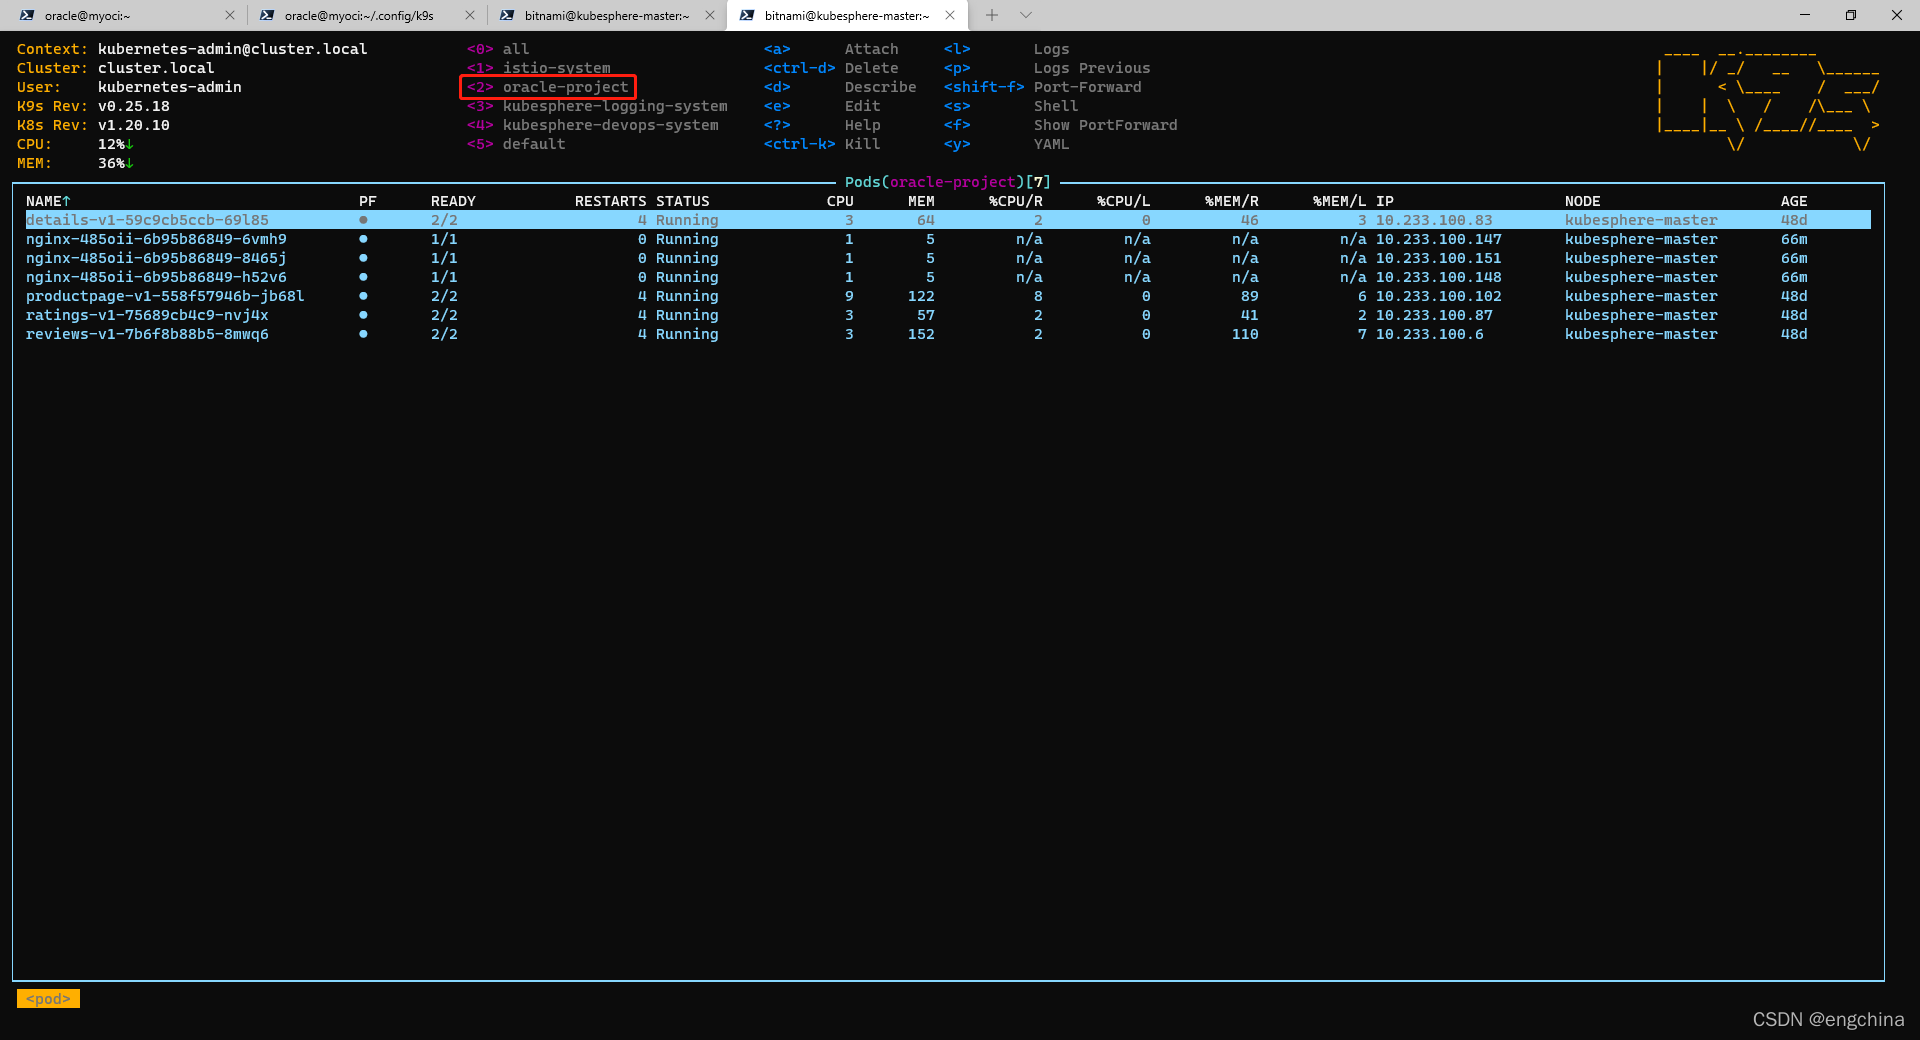 oracle@myoci:~
oracle@myoci:~/.config/k9s
bitnami@kubesphere-master:~
bitnami@kubesphere-master:~
Context: kubernetes-admin@cluster.local <0> all <a> Attach <l> Logs
Cluster: cluster.local <1> istio-system <ctrl-d> Delete <p> Logs Previous
User: kubernetes-admin <2> oracle-project <d> Describe <shift-f> Port-Forward
K9s Rev: v0.25.18 <3> kubesphere-logging-system <e> Edit <s> Shell
K8s Rev: v1.20.10 <4> kubesphere-devops-system <?> Help <f> Show PortForward
CPU: 12%↓ <5> default <ctrl-k> Kill <y> YAML
MEM: 36%↓
Pods(oracle-project)[7]
NAME↑ PF READY RESTARTS STATUS CPU MEM %CPU/R %CPU/L %MEM/R %MEM/L IP NODE AGE
details-v1-59c9cb5ccb-69l85 ● 2/2 4 Running 3 64 2 0 46 3 10.233.100.83 kubesphere-master 48d
nginx-485oii-6b95b86849-6vmh9 ● 1/1 0 Running 1 5 n/a n/a n/a n/a 10.233.100.147 kubesphere-master 66m
nginx-485oii-6b95b86849-8465j ● 1/1 0 Running 1 5 n/a n/a n/a n/a 10.233.100.151 kubesphere-master 66m
nginx-485oii-6b95b86849-h52v6 ● 1/1 0 Running 1 5 n/a n/a n/a n/a 10.233.100.148 kubesphere-master 66m
productpage-v1-558f57946b-jb68l ● 2/2 4 Running 9 122 8 0 89 6 10.233.100.102 kubesphere-master 48d
ratings-v1-75689cb4c9-nvj4x ● 2/2 4 Running 3 57 2 0 41 2 10.233.100.87 kubesphere-master 48d
reviews-v1-7b6f8b88b5-8mwq6 ● 2/2 4 Running 3 152 2 0 110 7 10.233.100.6 kubesphere-master 48d
<pod>
CSDN @engchina